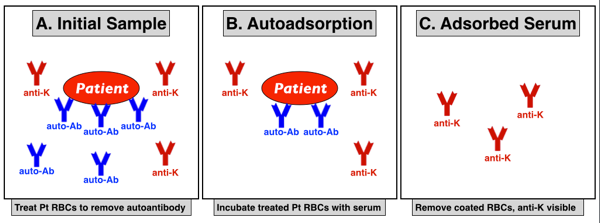 A. Initial Sample
Patient
anti-K
anti-K
auto-Ab
auto-Ab
auto-Ab
auto-Ab
auto-Ab
anti-K
Treat Pt RBCs to remove autoantibody
B. Autoadsorption
Patient
anti-K
anti-K
auto-Ab
auto-Ab
anti-K
Incubate treated Pt RBCs with serum
C. Adsorbed Serum
anti-K
anti-K
anti-K
Remove coated RBCs, anti-K visible